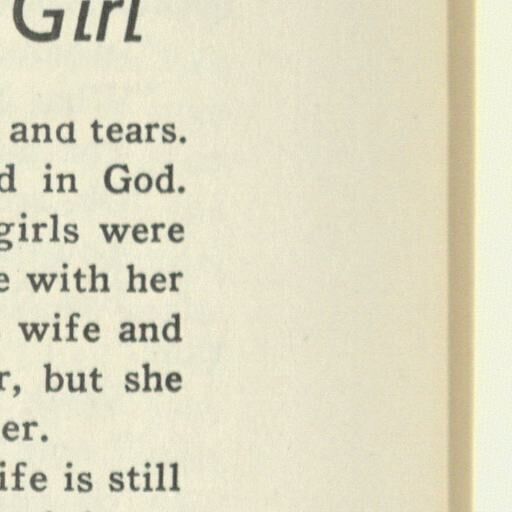 Girl
and tears.
in God.
girls were
with her
wife and
but she
er.
ife is still